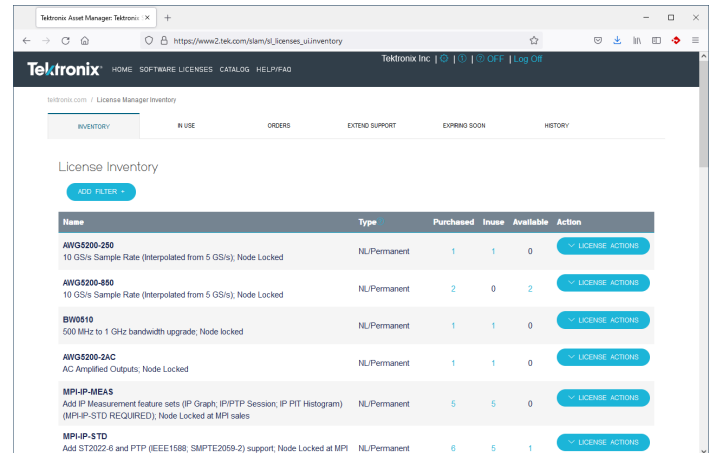 Tektronix Asset Manager: Tektronix
https://www2.tek.com/slam/sl_licenses_ui.inventory
Tektronix Inc | | | OFF | Log Off
Tektronix HOME SOFTWARE LICENSES CATALOG HELP/FAQ
tektronix.com / License Manager Inventory
INVENTORY IN USE ORDERS EXTEND SUPPORT EXPIRING SOON HISTORY
License Inventory
ADD FILTER
Name Type Purchased Inuse Available Action
AWG5200-250
10 GS/s Sample Rate (Interpolated from 5 GS/s); Node Locked NL/Permanent 1 1 0 LICENSE ACTIONS
AWG5200-850
10 GS/s Sample Rate (Interpolated from 5 GS/s); Node Locked NL/Permanent 2 0 2 LICENSE ACTIONS
BW0510
500 MHz to 1 GHz bandwidth upgrade; Node locked NL/Permanent 1 1 0 LICENSE ACTIONS
AWG5200-2AC
AC Amplified Outputs; Node Locked NL/Permanent 1 1 0 LICENSE ACTIONS
MPI-IP-MEAS
Add IP Measurement feature sets (IP Graph; IP/PTP Session; IP PIT Histogram) NL/Permanent 5 5 0 LICENSE ACTIONS
(MPI-IP-STD REQUIRED); Node Locked at MPI sales
MPI-IP-STD
Add ST2022-6 and PTP (IEEE1588; SMPTE2059-2) support; Node Locked at MPI NL/Permanent 6 5 1 LICENSE ACTIONS